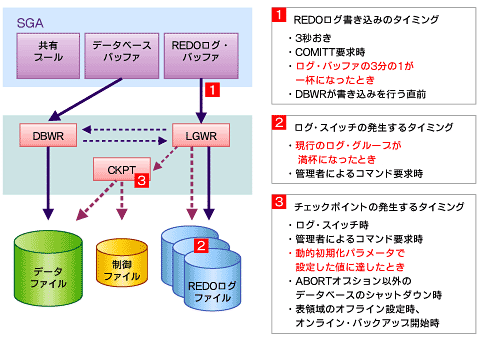 SGA
共有
プール
データベース
バッファ
REDOログ・
バッファ
1
DBWR
LGWR
CKPT
3
データ
ファイル
制御
ファイル
2
REDOログ
ファイル
1 REDOログ書き込みのタイミング
・3秒おき
・COMITT要求時
・ログ・バッファの3分の1が
一杯になったとき
・DBWRが書き込みを行う直前
2 ログ・スイッチの発生するタイミング
・現行のログ・グループが
満杯になったとき
・管理者によるコマンド要求時
3 チェックポイントの発生するタイミング
・ログ・スイッチ時
・管理者によるコマンド要求時
・動的初期化パラメータで
設定した値に達したとき
・ABORTオプション以外の
データベースのシャットダウン時
・表領域のオフライン設定時、
オンライン・バックアップ開始時